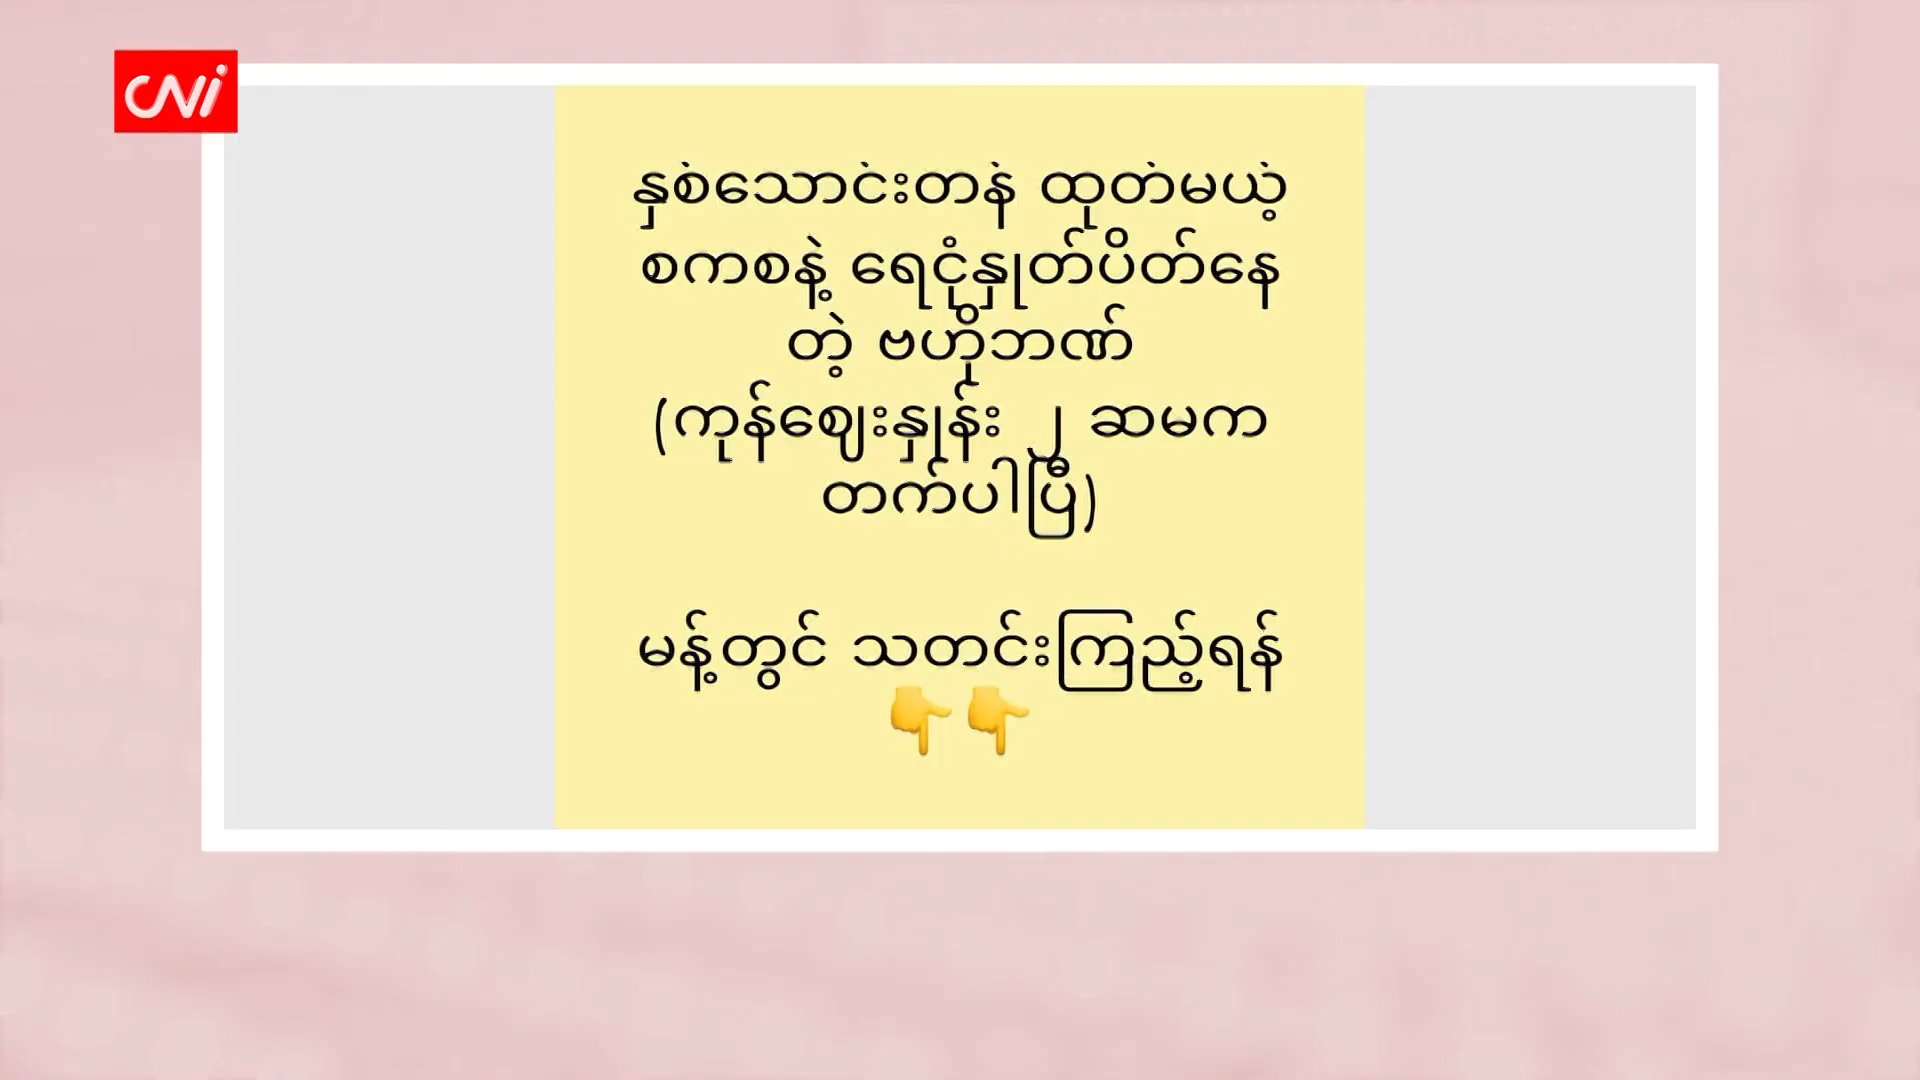 CNi
နှစ်သောင်းတန် ထုတ်မယ့်
စကစနဲ့ ရေငုံနှုတ်ပိတ်နေ
တဲ့ ဗဟိုဘဏ်
(ကုန်ဈေးနှုန်း ၂ ဆမက
တက်ပါပြီ)
မန့်တွင် သတင်းကြည့်ရန်
👇👇